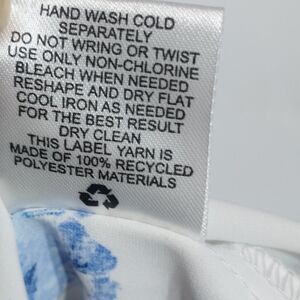 HAND WASH COLD
SEPARATELY
DO NOT WRING OR TWIST
USE ONLY NON-CHLORINE
BLEACH WHEN NEEDED
RESHAPE AND DRY FLAT
COOL IRON AS NEEDED
FOR THE BEST RESULT
DRY CLEAN
THIS LABEL YARN IS
MADE OF 100% RECYCLED
POLYESTER MATERIALS